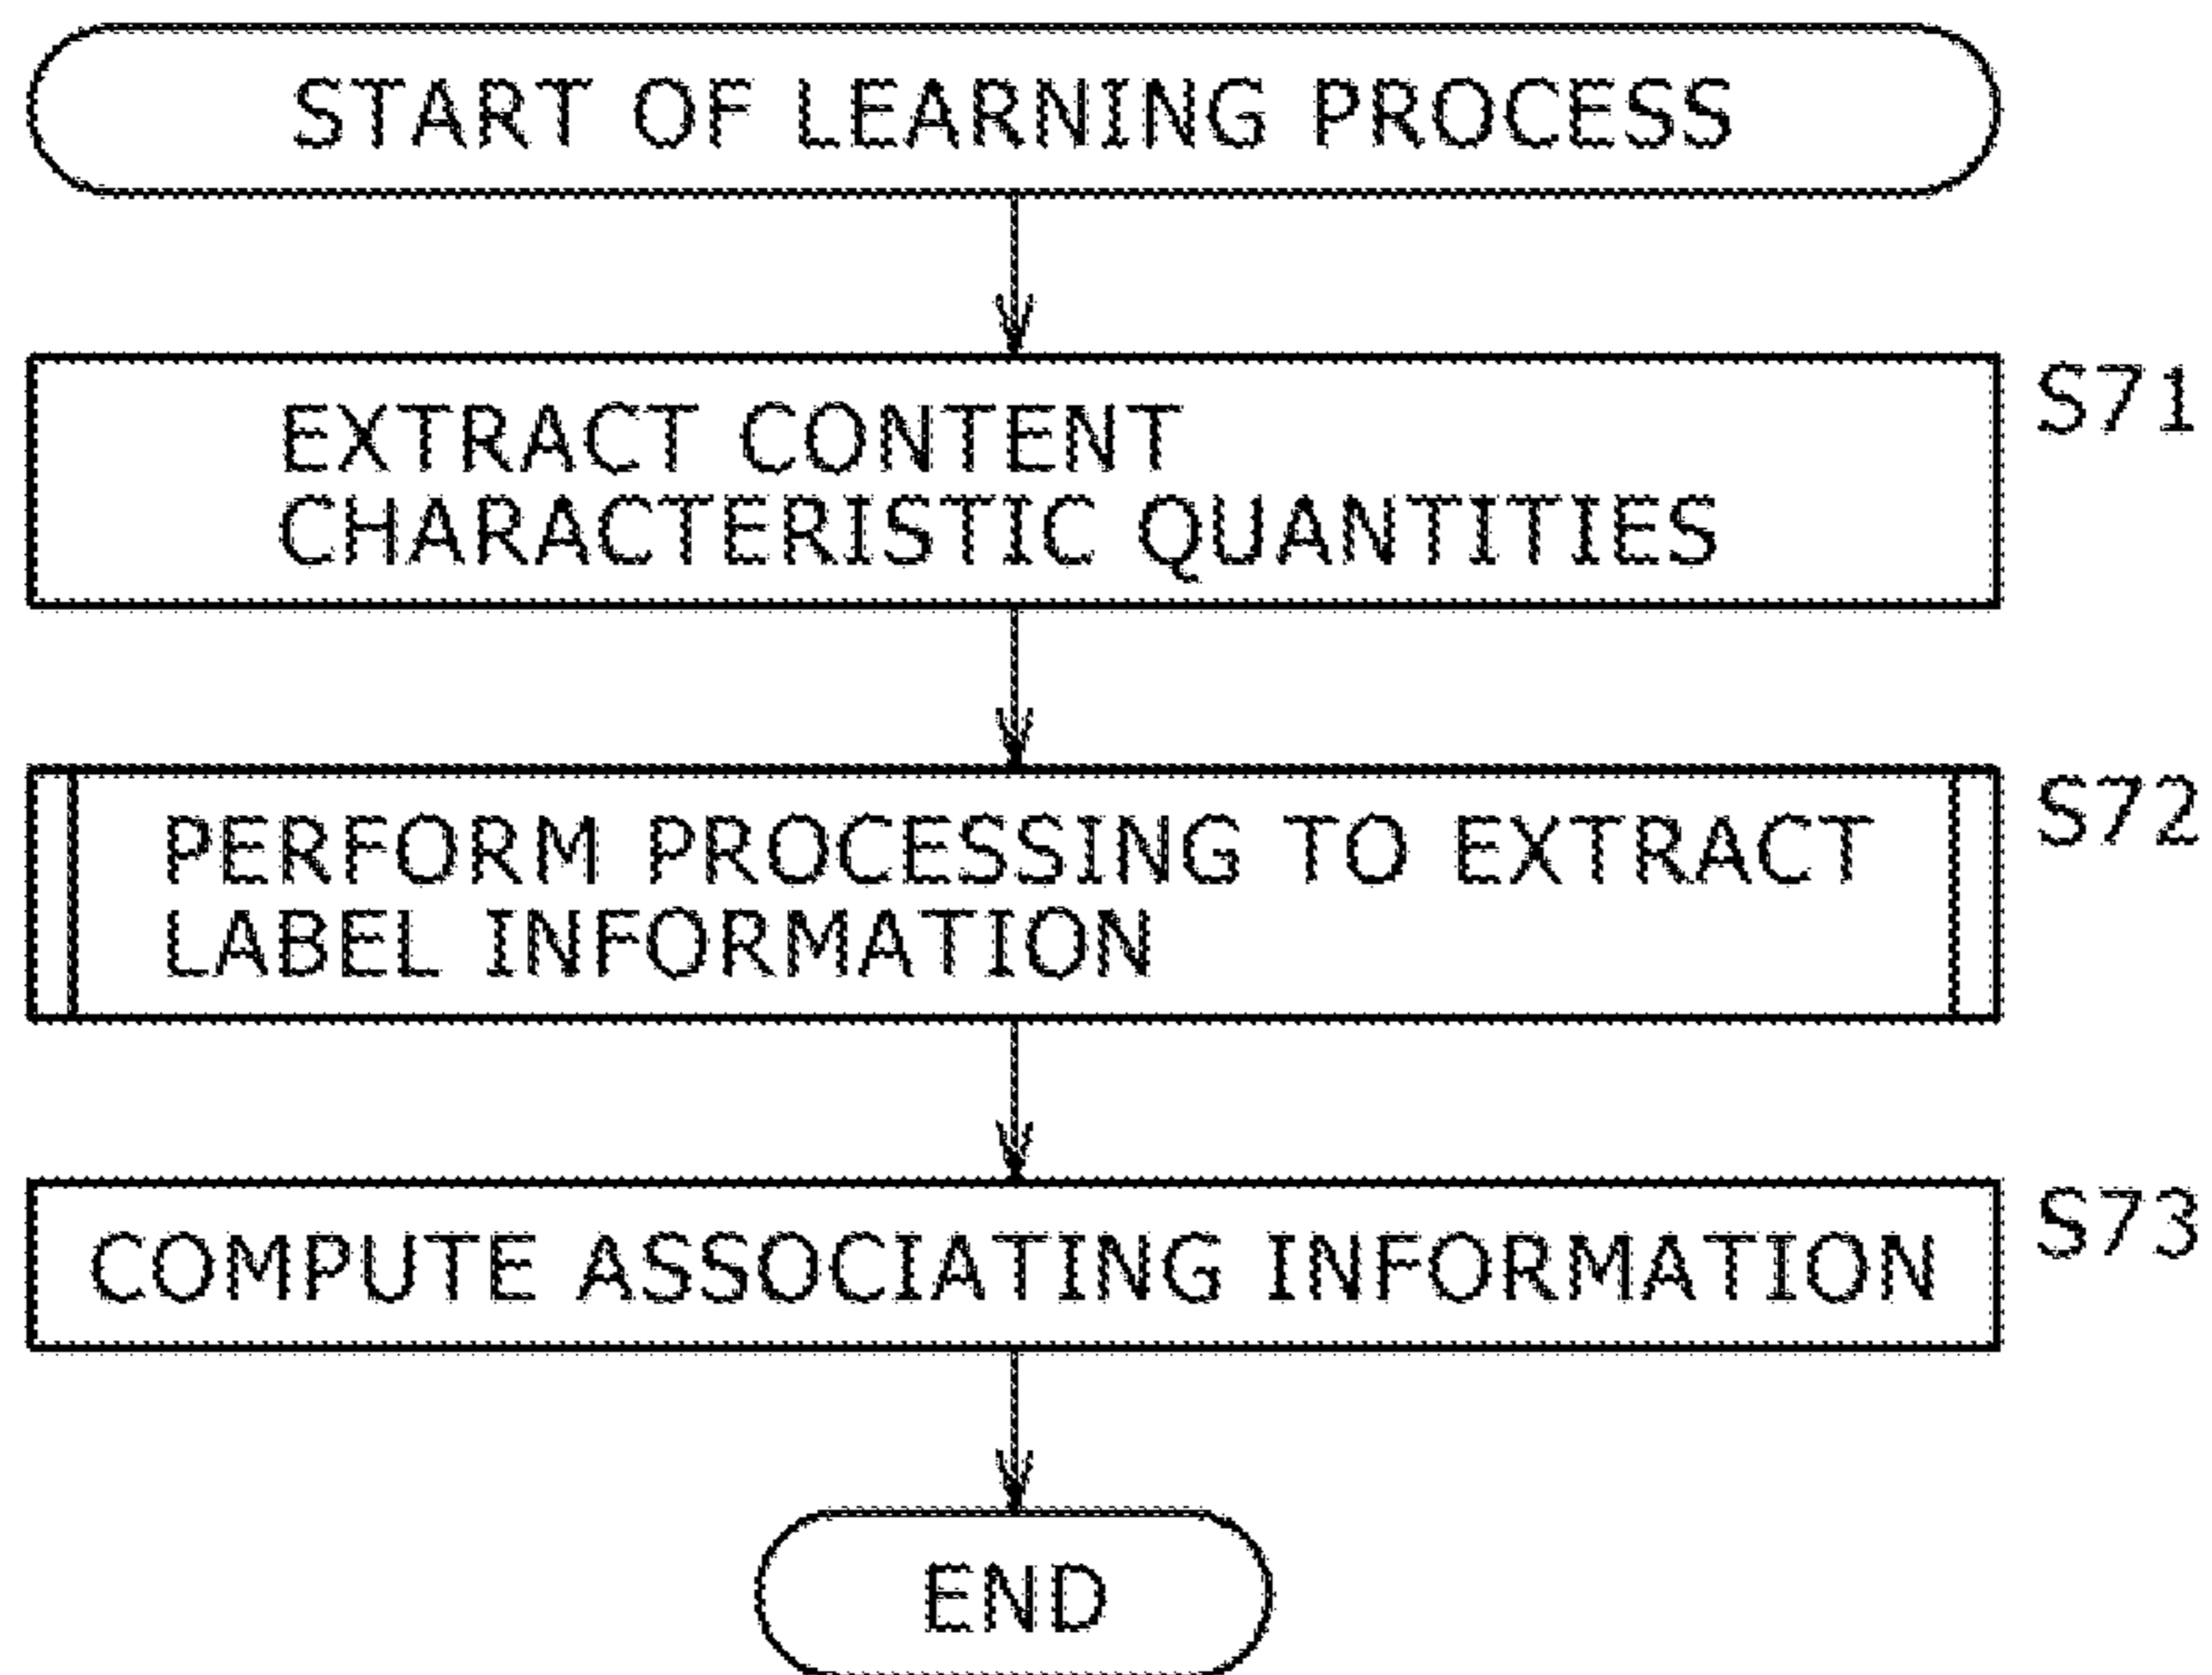 START OF LEARNING PROCESS
EXTRACT CONTENT
CHARACTERISTIC QUANTITIES
S71
PERFORM PROCESSING TO EXTRACT
LABEL INFORMATION
S72
COMPUTE ASSOCIATING INFORMATION
S73
END